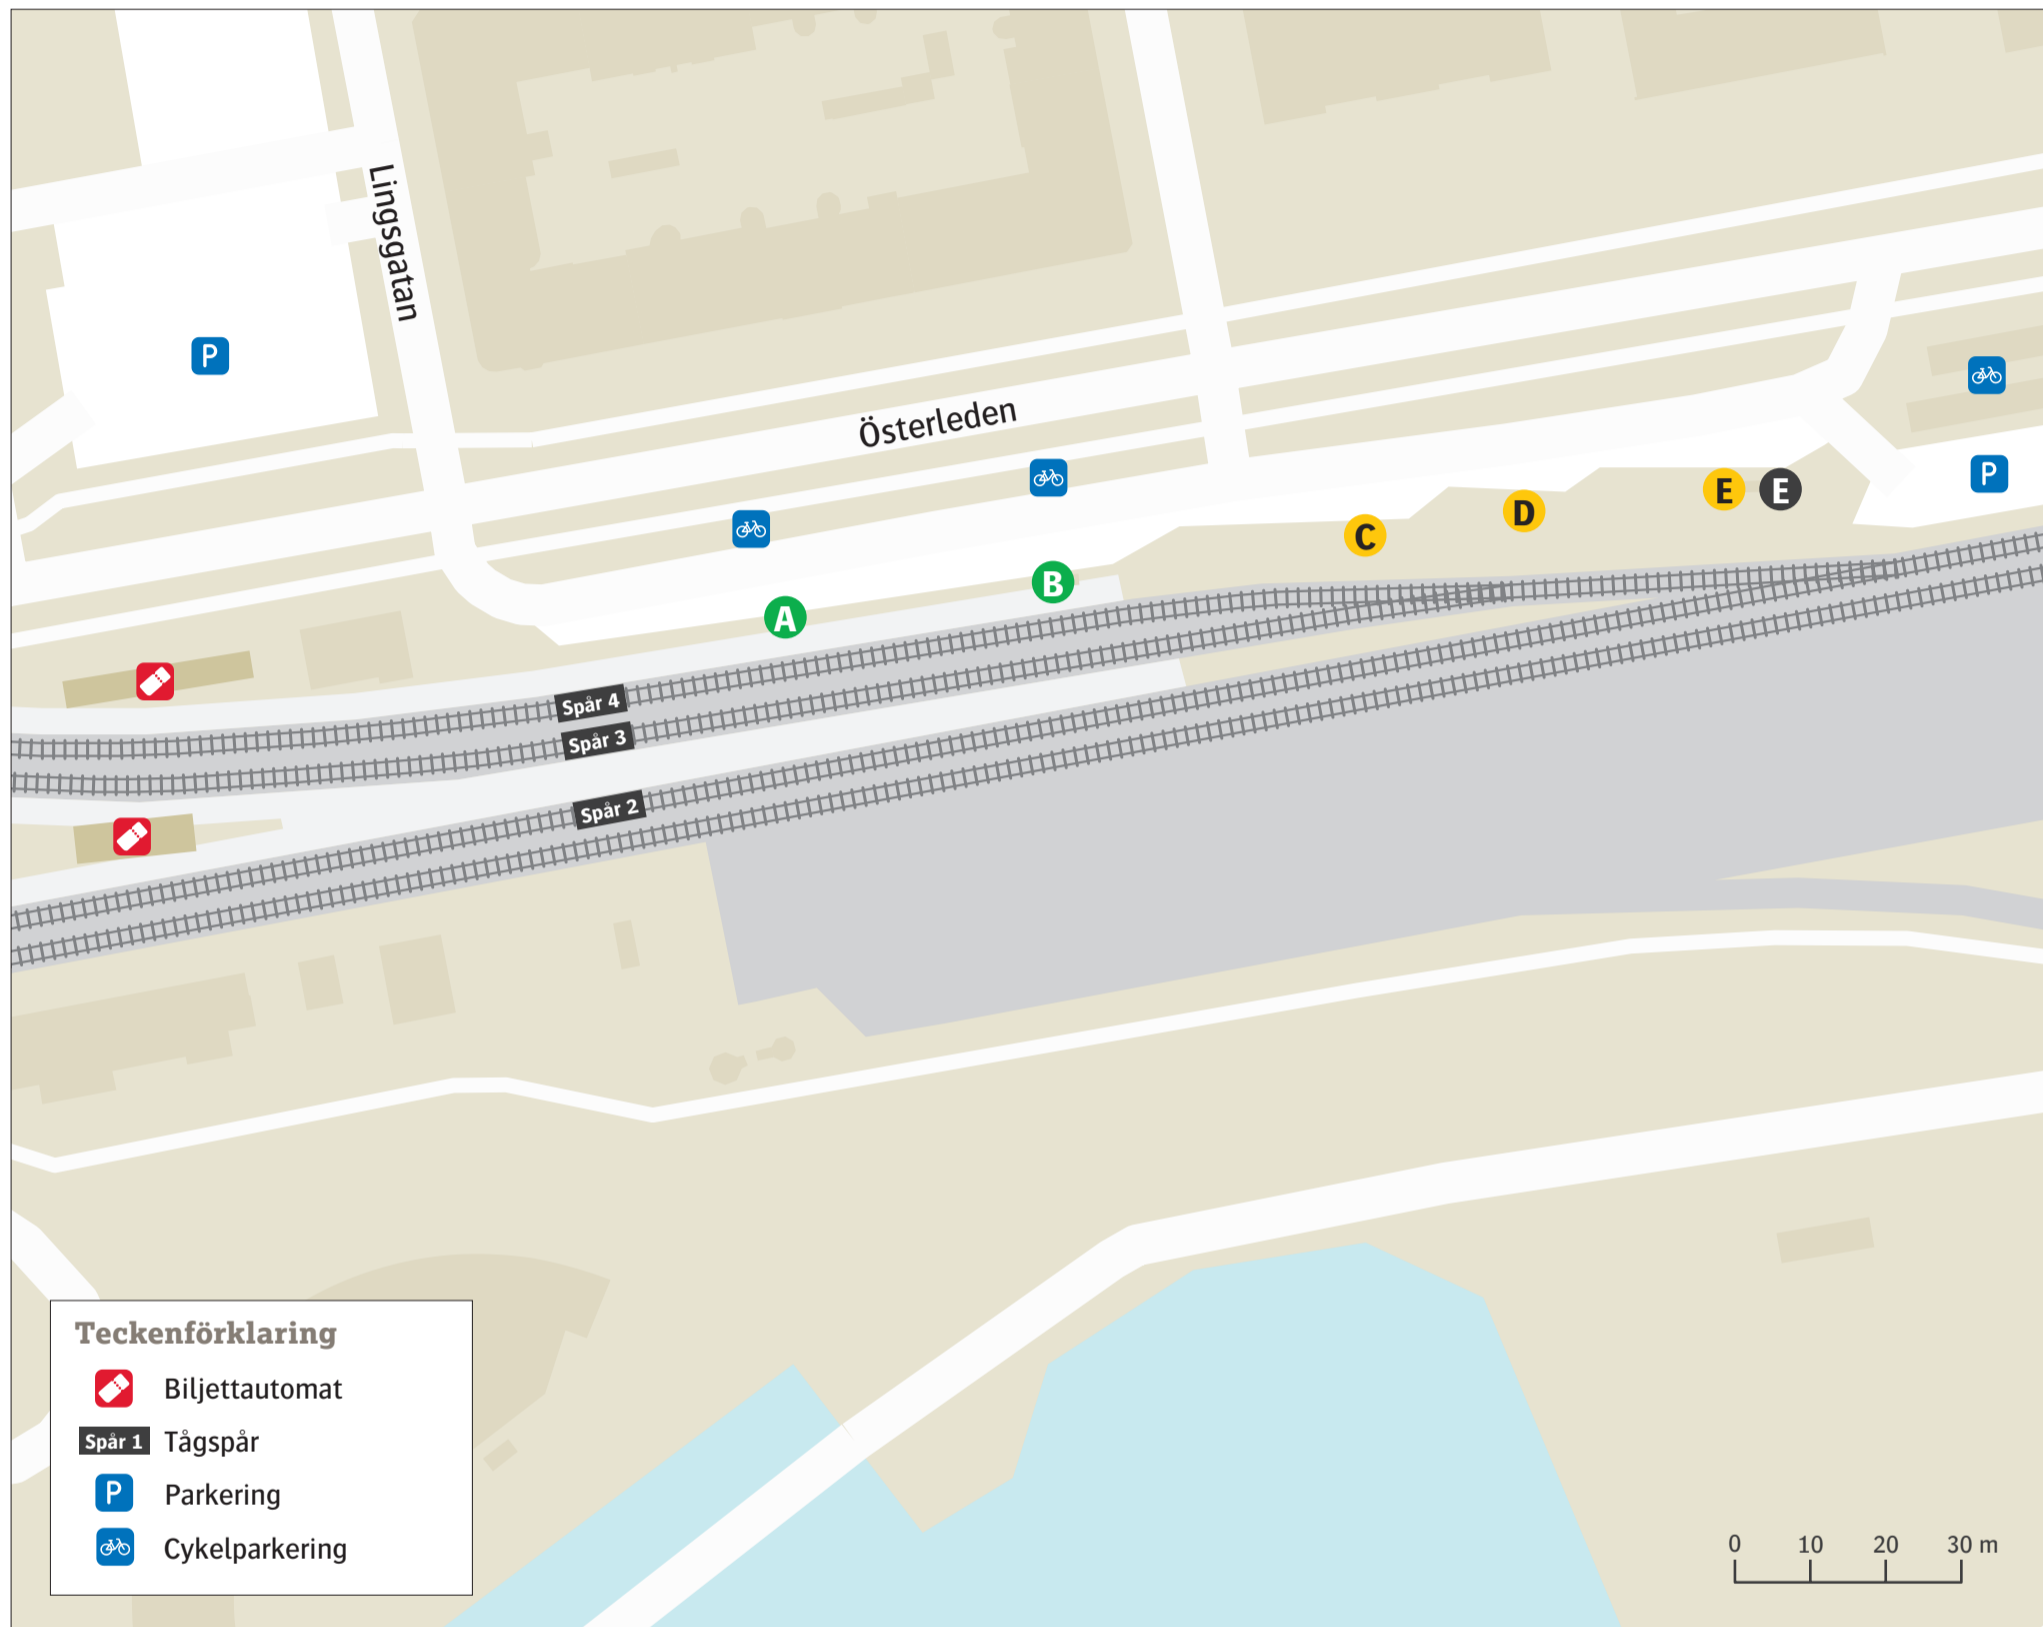 Lingsgatan
P
Österleden
P
E
E
D
C
B
A
Spår 4
Spår 3
Spår 2
Teckenförklaring
Biljettautomat
Spår 1 Tågspår
P Parkering
Cykelparkering
0 10 20 30 m